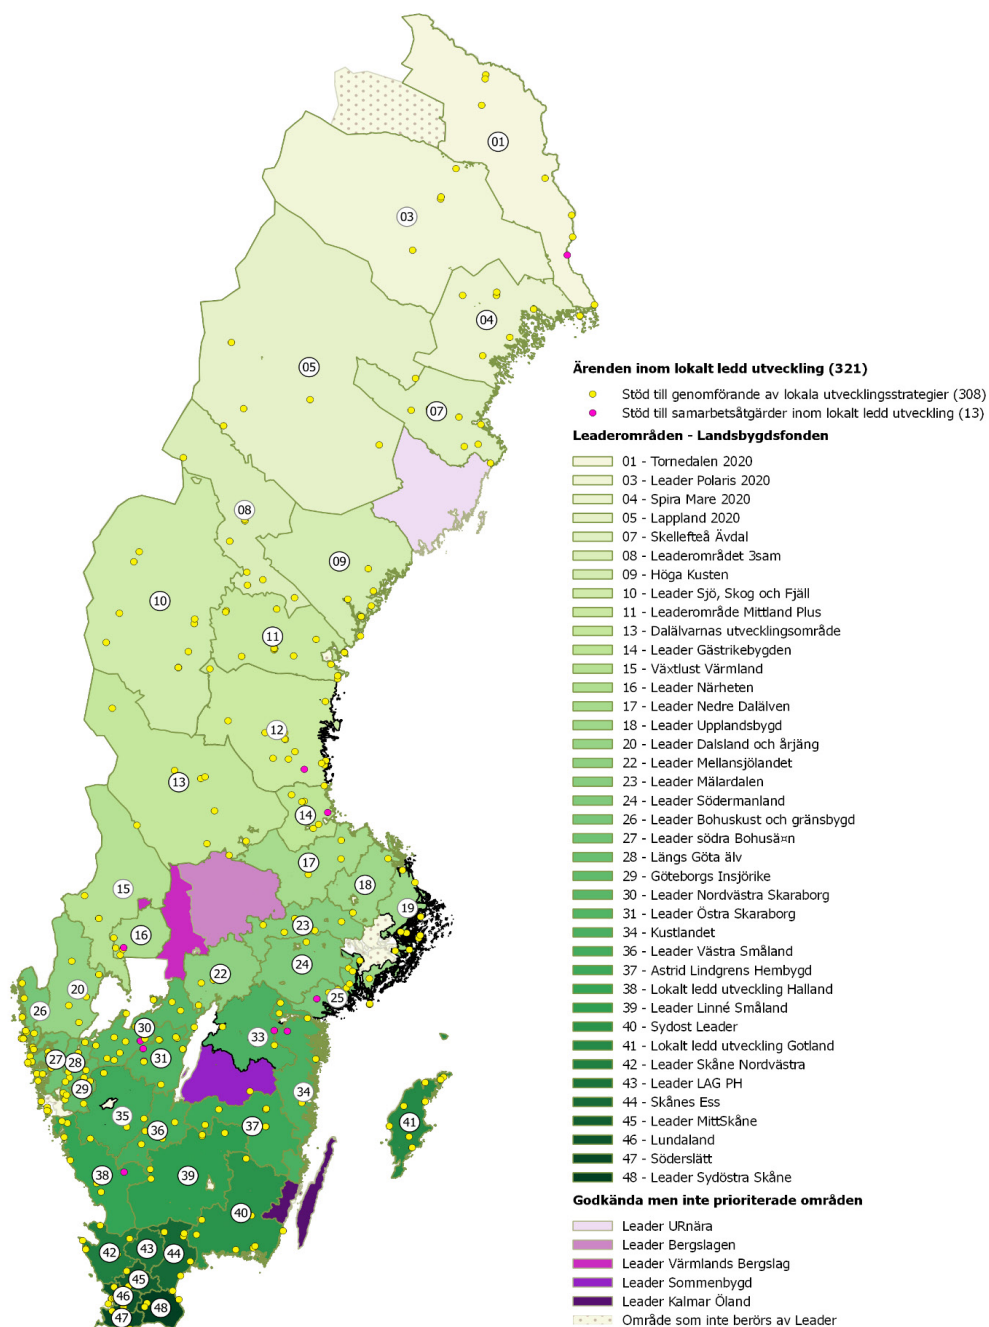 01
03
04
05
07
08
09
10
11
12
13
14
15
16
17
18
19
20
22
23
24
25
26
27
28
29
30
31
33
34
35
36
37
38
39
40
41
42
43
44
45
46
47
48
Ärenden inom lokalt ledd utveckling (321)
Stöd till genomförande av lokala utvecklingsstrategier (308)
Stöd till samarbetsåtgärder inom lokalt ledd utveckling (13)
Leaderområden - Landsbygdsfonden
01 - Tornedalen 2020
03 - Leader Polaris 2020
04 - Spira Mare 2020
05 - Lappland 2020
07 - Skellefteå Ävdal
08 - Leaderområdet 3sam
09 - Höga Kusten
10 - Leader Sjö, Skog och Fjäll
11 - Leaderområde Mittland Plus
13 - Dalälvarnas utvecklingsområde
14 - Leader Gästrikebygden
15 - Växtlust Värmland
16 - Leader Närheten
17 - Leader Nedre Dalälven
18 - Leader Upplandsbygd
20 - Leader Dalsland och årjäng
22 - Leader Mellansjölandet
23 - Leader Mälardalen
24 - Leader Södermanland
26 - Leader Bohuskust och gränsbygd
27 - Leader södra Bohusä¤n
28 - Längs Göta älv
29 - Göteborgs Insjörike
30 - Leader Nordvästra Skaraborg
31 - Leader Östra Skaraborg
34 - Kustlandet
36 - Leader Västra Småland
37 - Astrid Lindgrens Hembygd
38 - Lokalt ledd utveckling Halland
39 - Leader Linné Småland
40 - Sydost Leader
41 - Lokalt ledd utveckling Gotland
42 - Leader Skåne Nordvästra
43 - Leader LAG PH
44 - Skånes Ess
45 - Leader MittSkåne
46 - Lundaland
47 - Söderslätt
48 - Leader Sydöstra Skåne
Godkända men inte prioriterade områden
Leader URnära
Leader Bergslagen
Leader Värmlands Bergslag
Leader Sommenbygd
Leader Kalmar Öland
Område som inte berörs av Leader